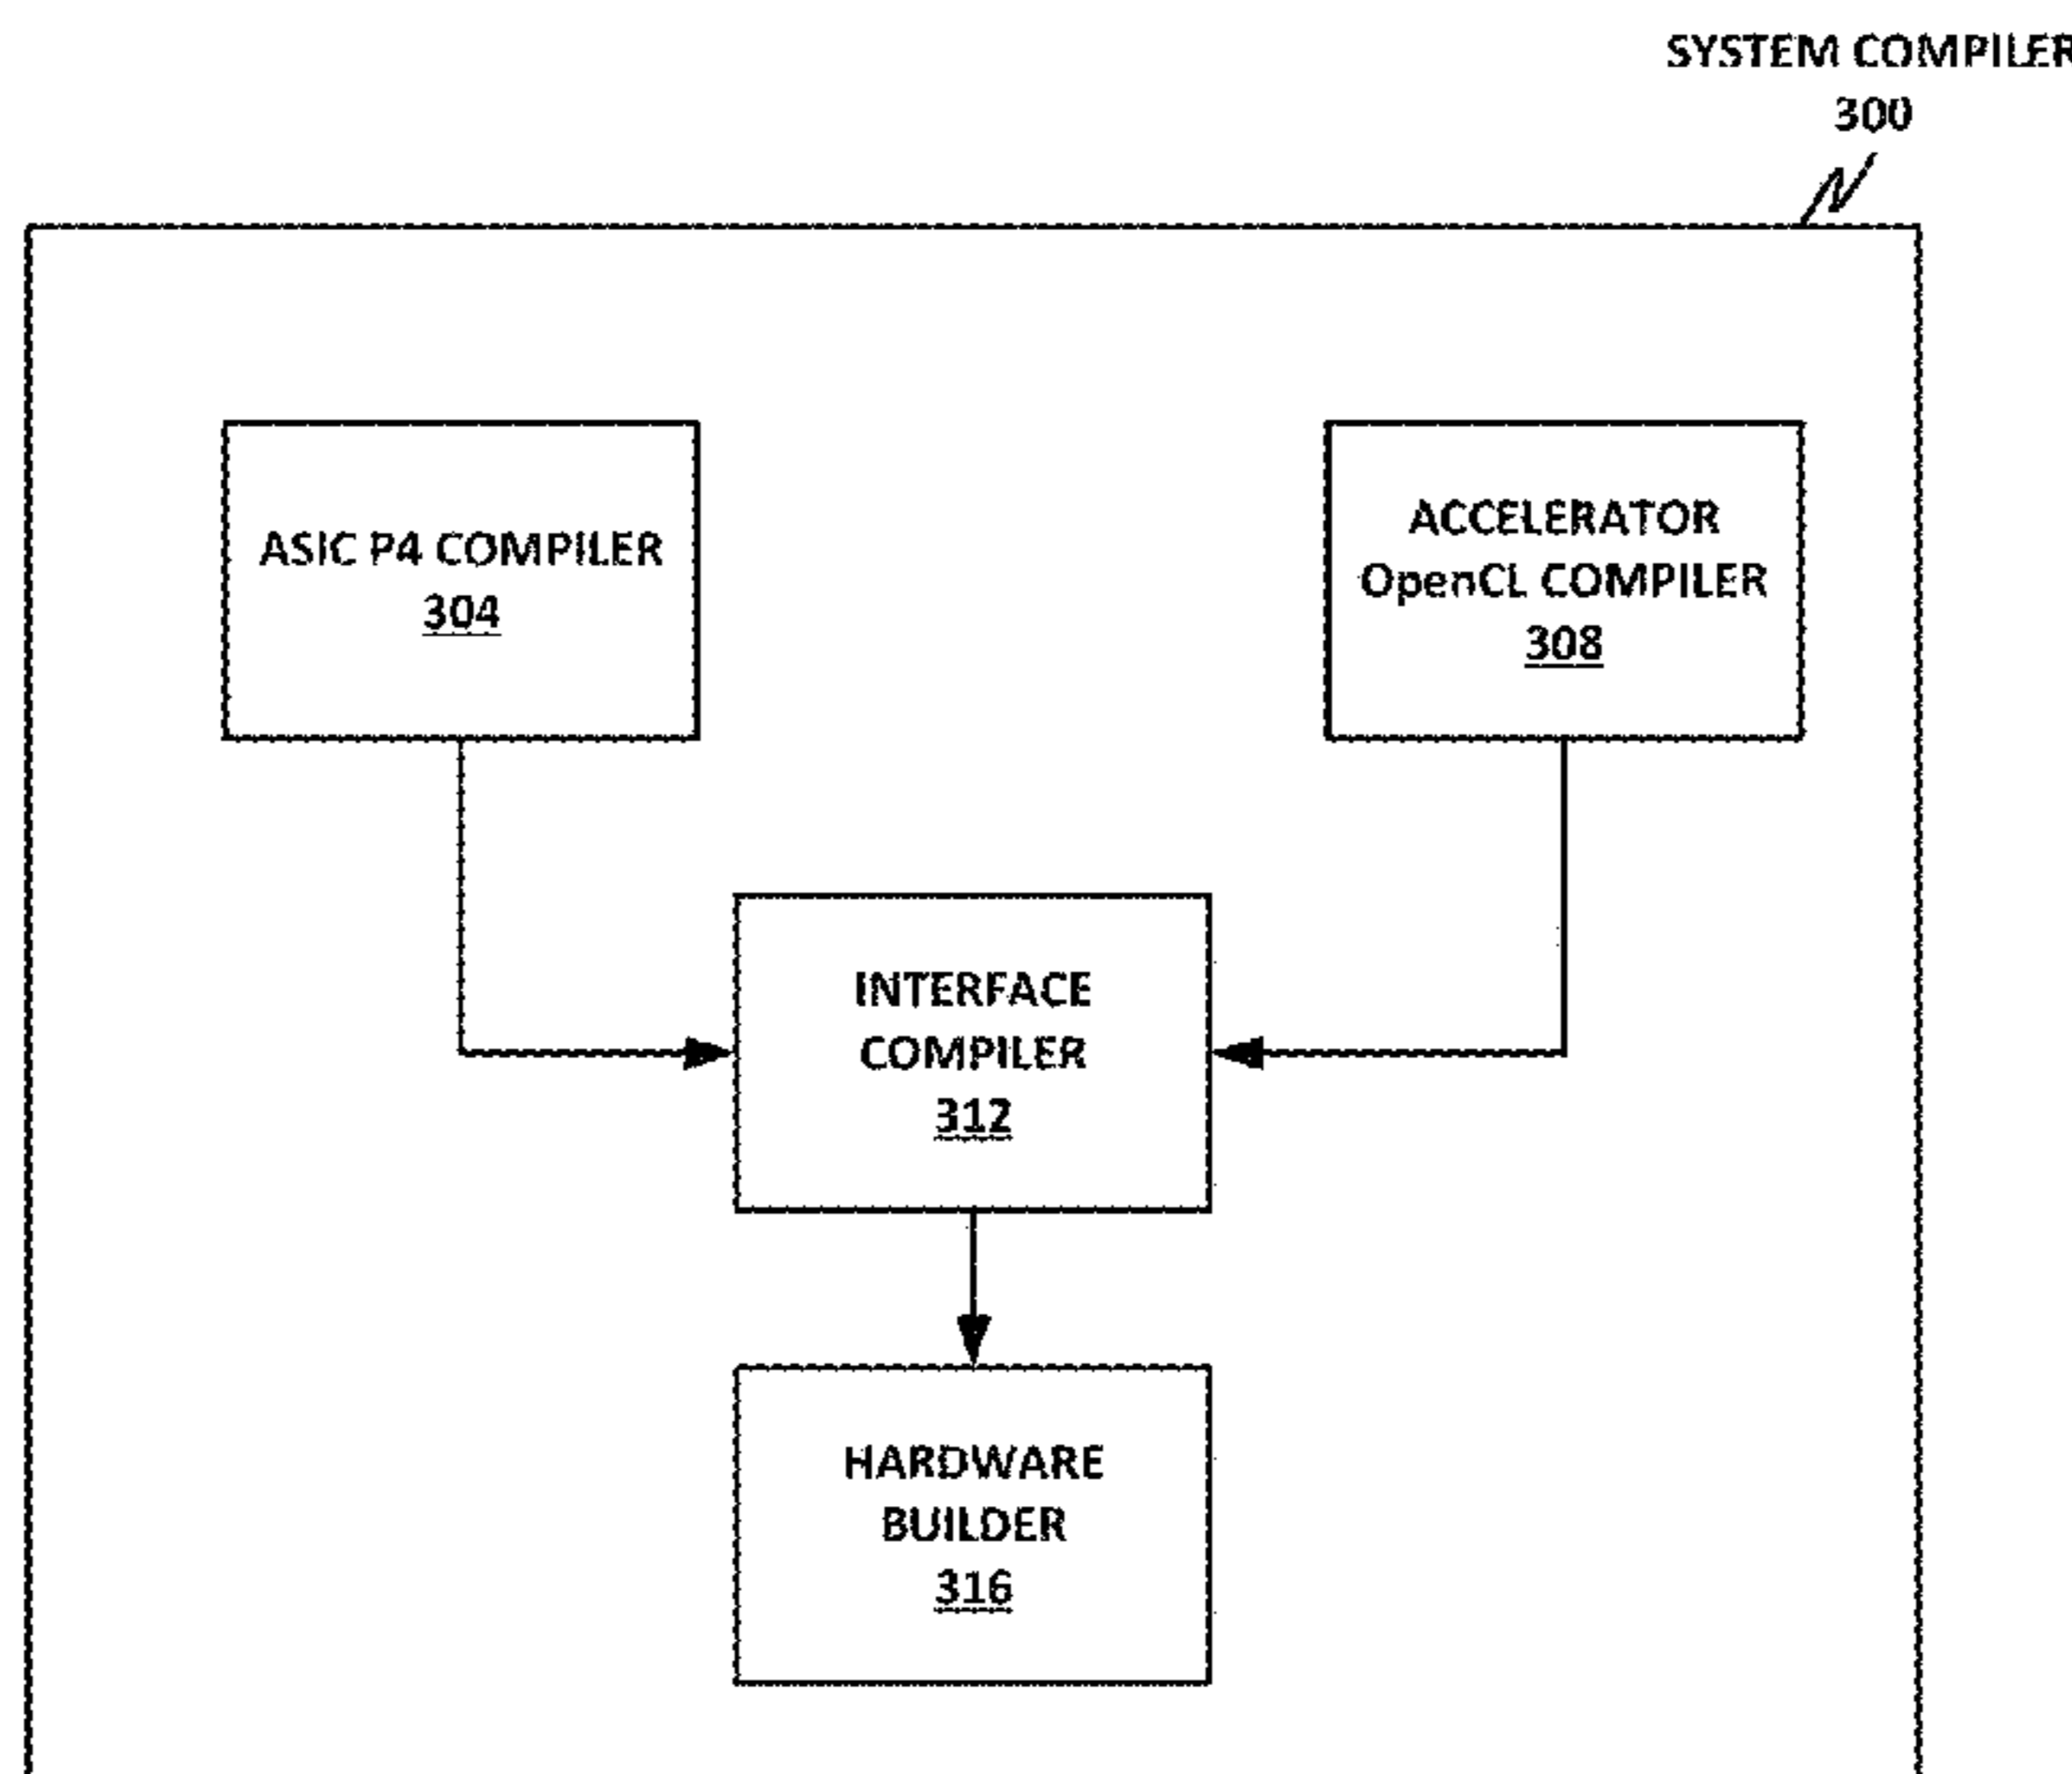 SYSTEM COMPILER
300
ASIC P4 COMPILER
304
ACCELERATOR
OpenCL COMPILER
308
INTERFACE
COMPILER
312
HARDWARE
BUILDER
316